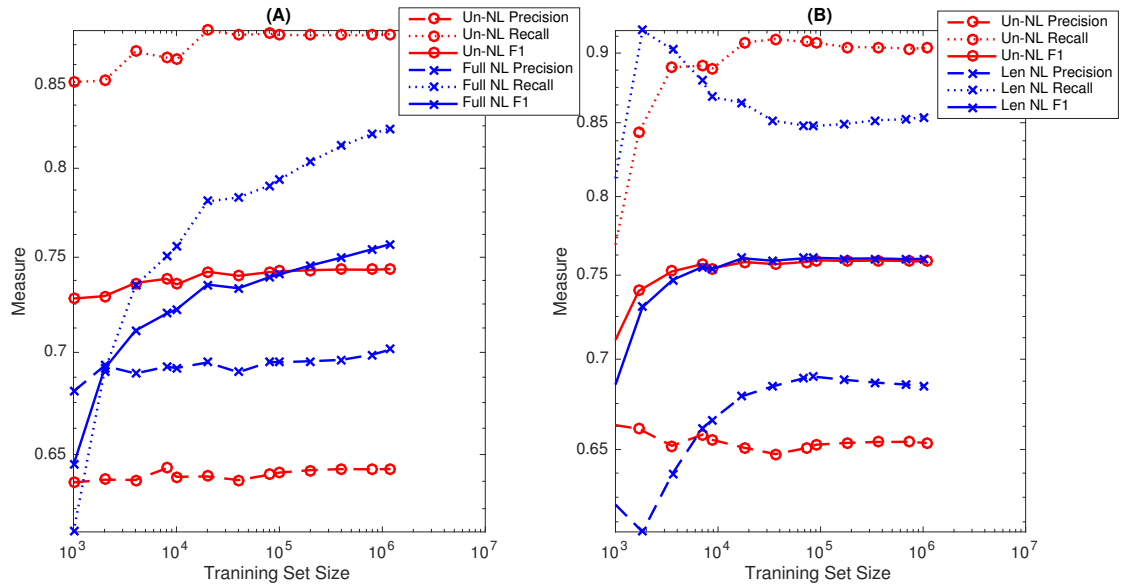 (A)
Un-NL Precision
Un-NL Recall
Un-NL F1
Full NL Precision
Full NL Recall
Full NL F1
0.85
0.8
0.75
0.7
0.65
Measure
10^3
10^4
10^5
10^6
10^7
Tranining Set Size
(B)
Un-NL Precision
Un-NL Recall
Un-NL F1
Len NL Precision
Len NL Recall
Len NL F1
0.9
0.85
0.8
0.75
0.7
0.65
Measure
10^3
10^4
10^5
10^6
10^7
Tranining Set Size